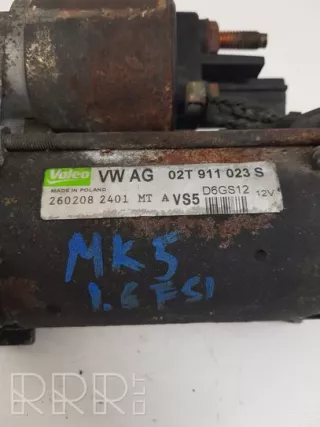 Valeo VW AG 02T 911 023 S
MADE IN POLAND D6GS12 12V
260208 2401 MT A VS5
MK5
1.6 FSI
RRR.LT